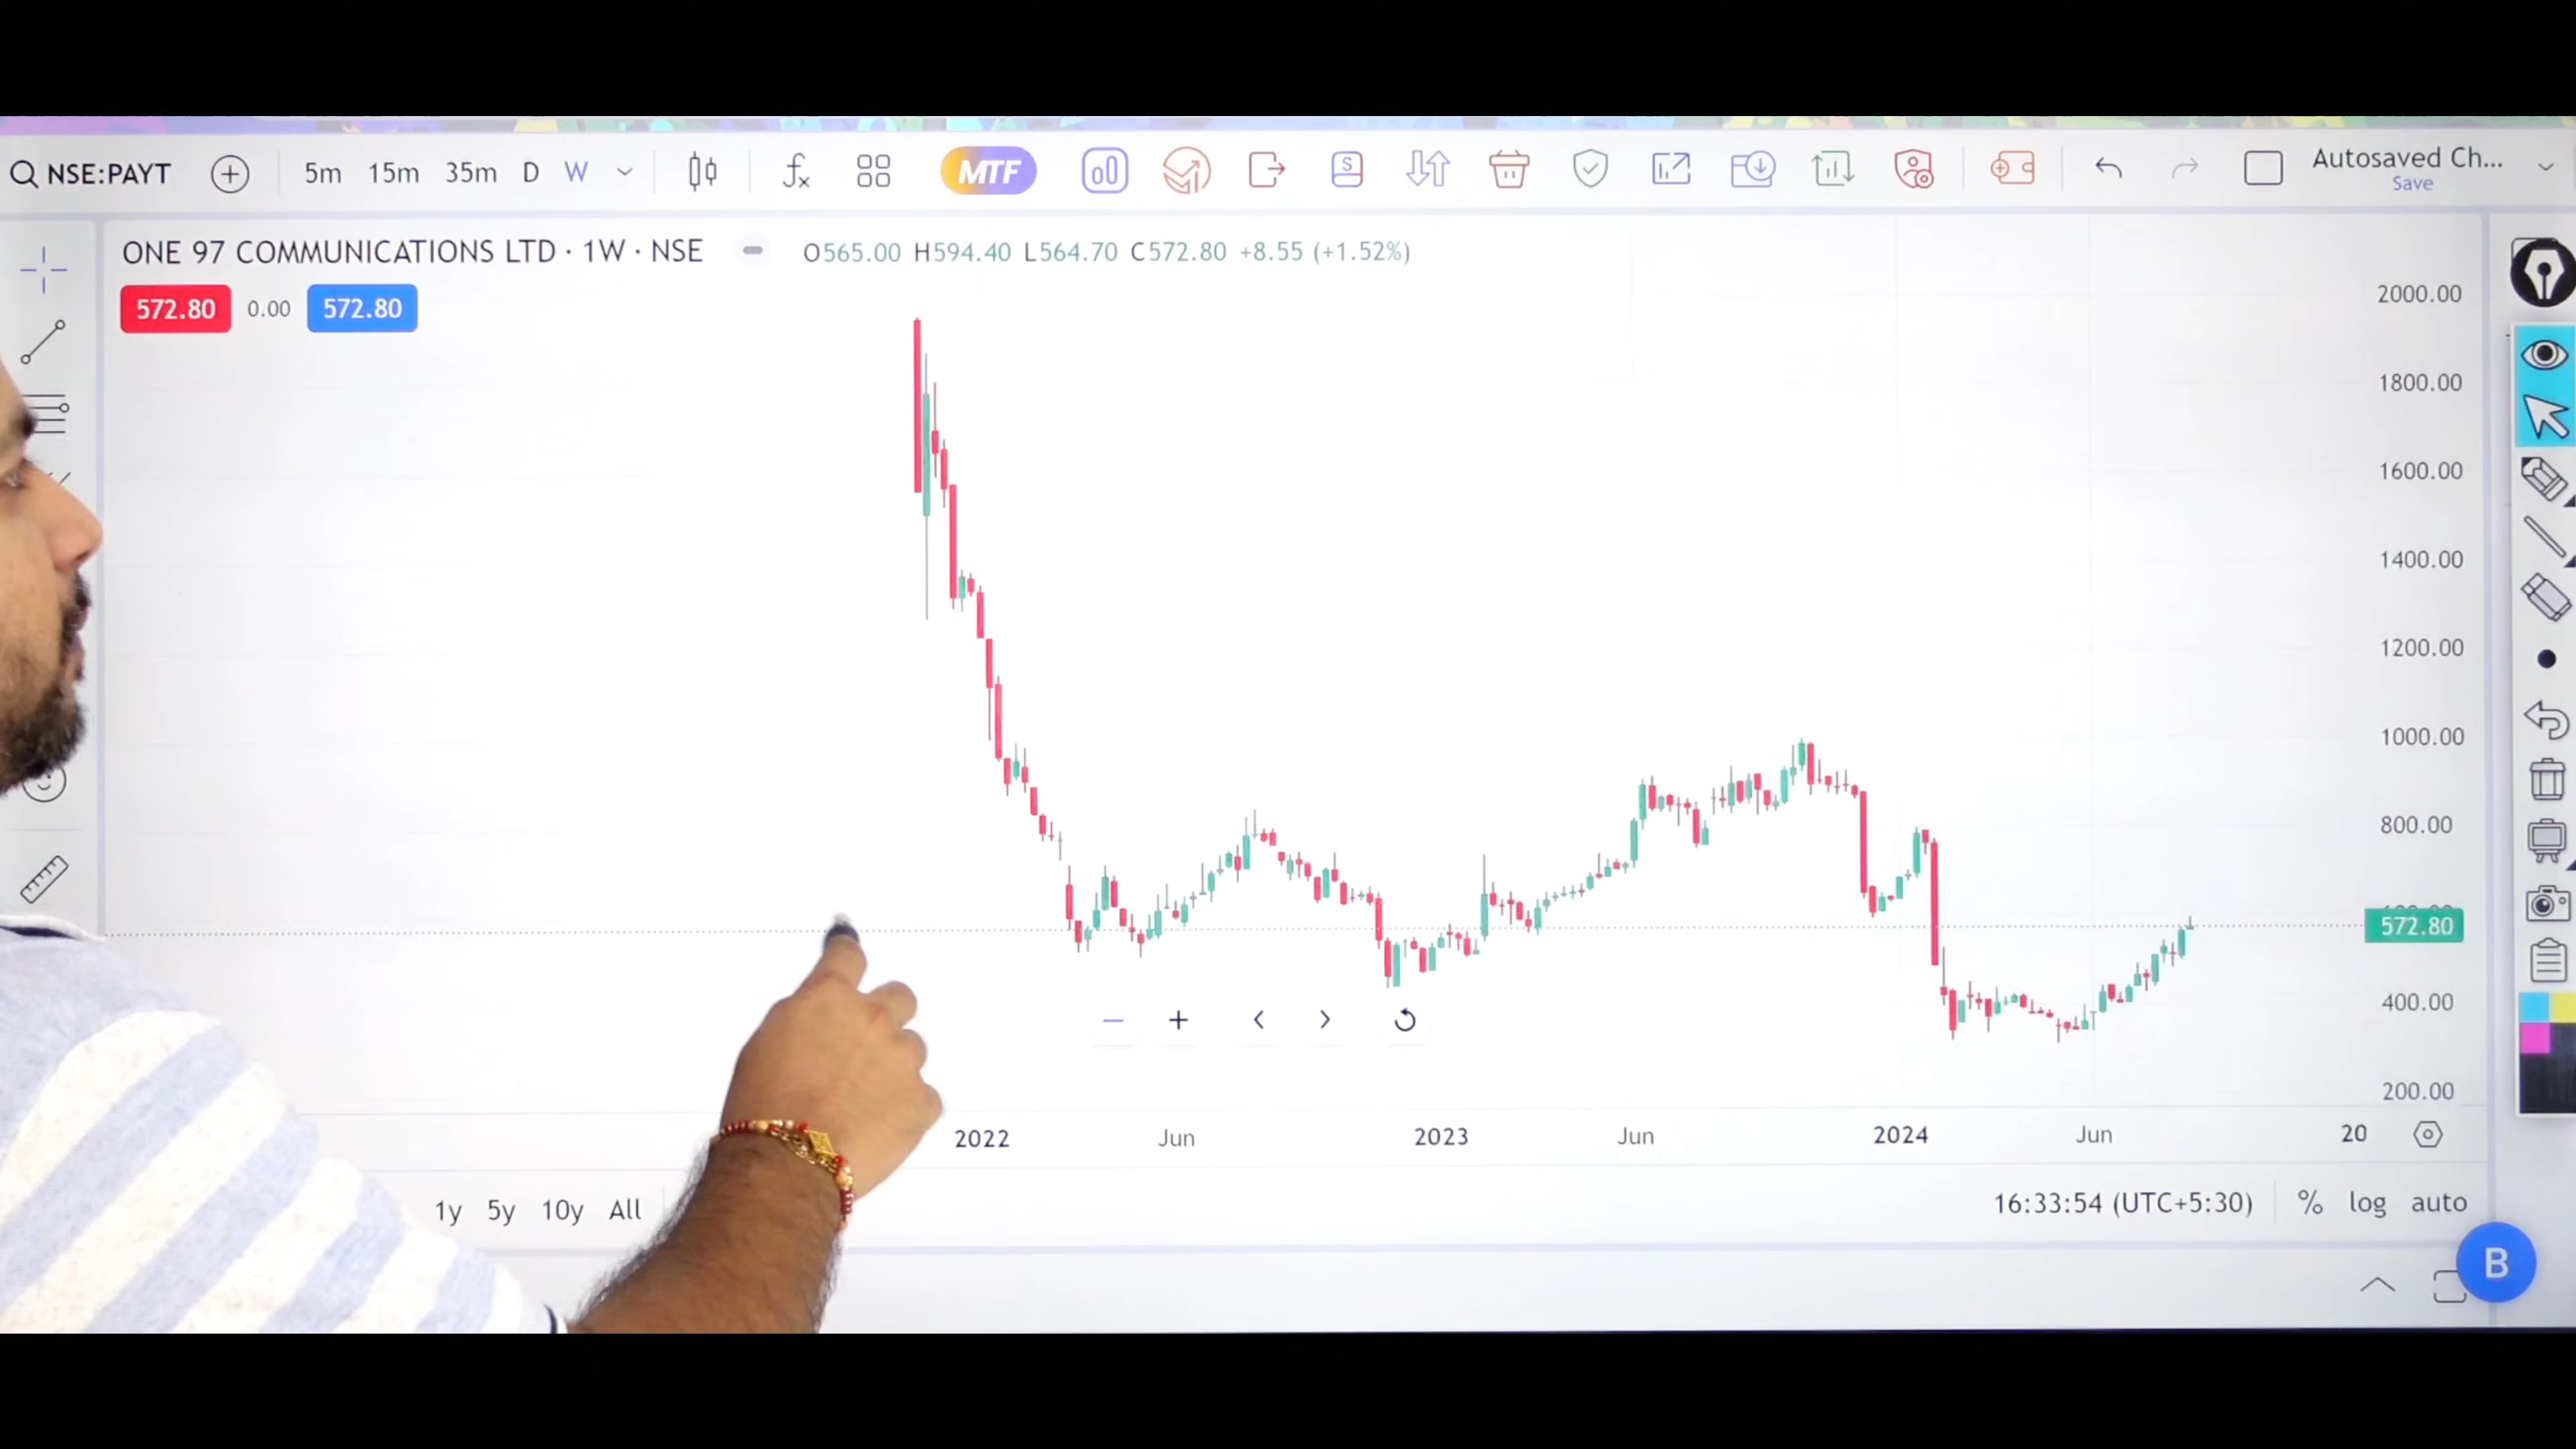 NSE:PAYT 5m 15m 35m D W MTF S Autosaved Ch...
Save
ONE 97 COMMUNICATIONS LTD · 1W · NSE O565.00 H594.40 L564.70 C572.80 +8.55 (+1.52%)
572.80 0.00 572.80
2000.00
1800.00
1600.00
1400.00
1200.00
1000.00
800.00
572.80
400.00
200.00
2022 Jun 2023 Jun 2024 Jun 20
1y 5y 10y All 16:33:54 (UTC+5:30) % log auto
B